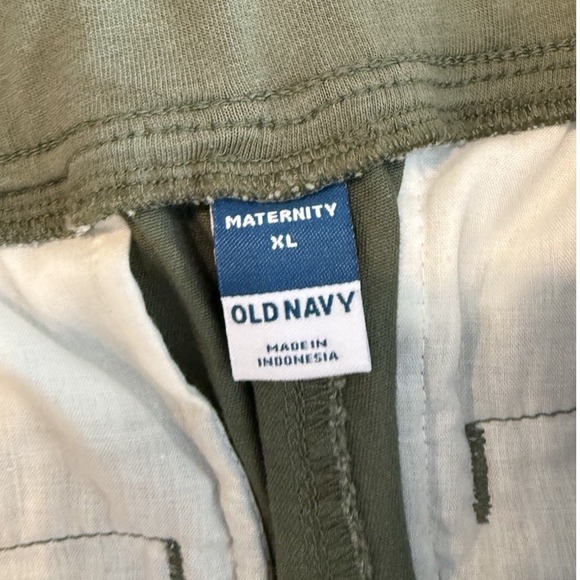 MATERNITY
XL
OLD NAVY
MADE IN
INDONESIA